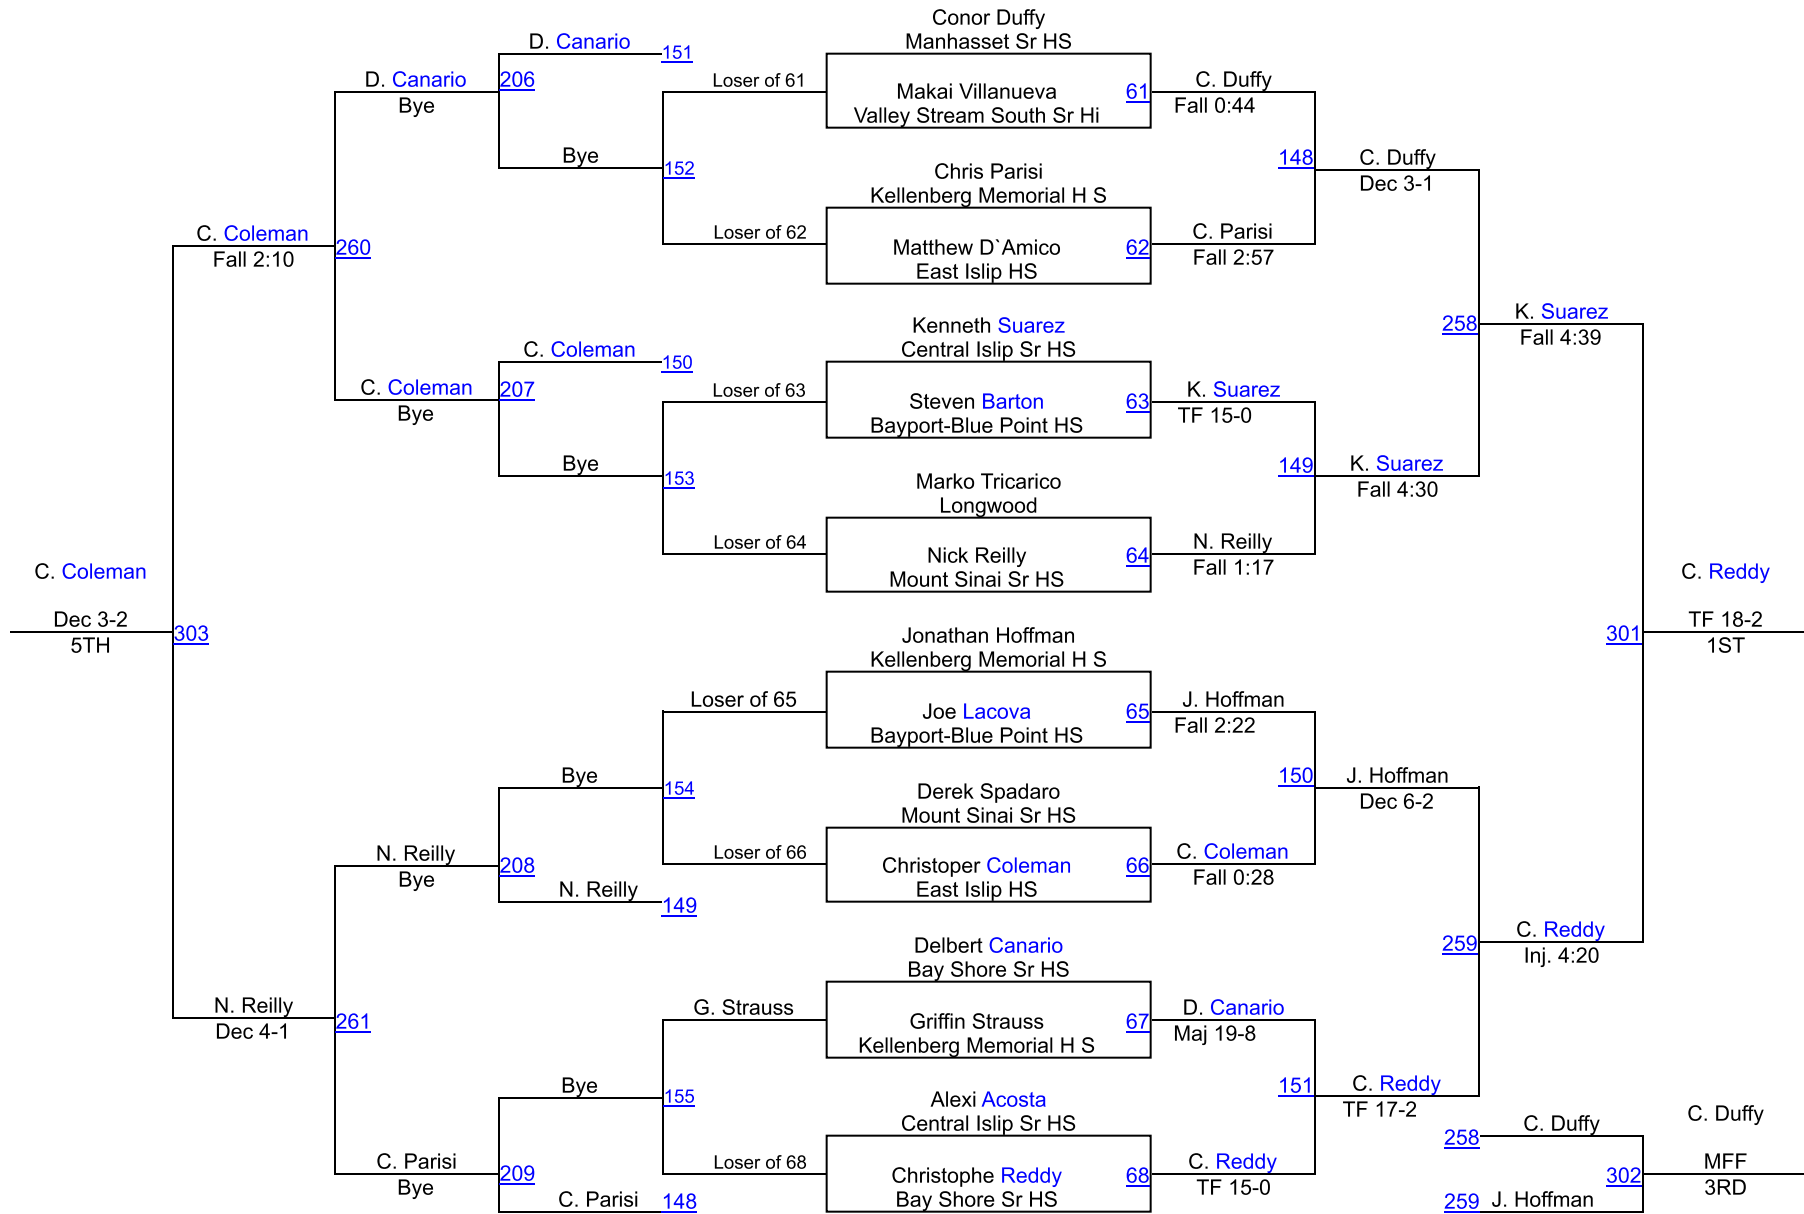 Conor Duffy
Manhasset Sr HS
D. Canario
151
206
D. Canario
Bye
Loser of 61
Makai Villanueva
Valley Stream South Sr Hi
61
C. Duffy
Fall 0:44
Bye
152
148
C. Duffy
Dec 3-1
Chris Parisi
Kellenberg Memorial H S
C. Coleman
Fall 2:10
260
Loser of 62
Matthew D`Amico
East Islip HS
62
C. Parisi
Fall 2:57
Kenneth Suarez
Central Islip Sr HS
258
K. Suarez
Fall 4:39
C. Coleman
150
C. Coleman
Bye
207
Loser of 63
Steven Barton
Bayport-Blue Point HS
63
K. Suarez
TF 15-0
Bye
153
149
K. Suarez
Fall 4:30
Marko Tricarico
Longwood
Loser of 64
Nick Reilly
Mount Sinai Sr HS
64
N. Reilly
Fall 1:17
C. Coleman
Dec 3-2
5TH
303
C. Reddy
TF 18-2
1ST
301
Jonathan Hoffman
Kellenberg Memorial H S
Loser of 65
Joe Lacova
Bayport-Blue Point HS
65
J. Hoffman
Fall 2:22
Bye
154
150
J. Hoffman
Dec 6-2
Derek Spadaro
Mount Sinai Sr HS
N. Reilly
Bye
208
Loser of 66
Christoper Coleman
East Islip HS
66
C. Coleman
Fall 0:28
N. Reilly
149
Delbert Canario
Bay Shore Sr HS
259
C. Reddy
Inj. 4:20
N. Reilly
Dec 4-1
261
G. Strauss
Griffin Strauss
Kellenberg Memorial H S
67
D. Canario
Maj 19-8
Bye
155
151
C. Reddy
TF 17-2
Alexi Acosta
Central Islip Sr HS
C. Parisi
Bye
209
Loser of 68
Christophe Reddy
Bay Shore Sr HS
68
C. Reddy
TF 15-0
C. Parisi
148
258
C. Duffy
C. Duffy
MFF
3RD
302
259
J. Hoffman